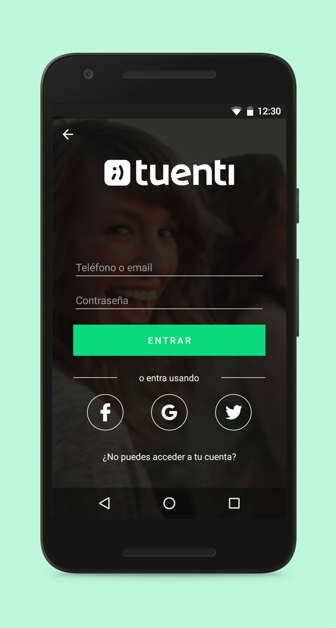 12:30
tuenti
Teléfono o email
Contraseña
ENTRAR
o entra usando
¿No puedes acceder a tu cuenta?